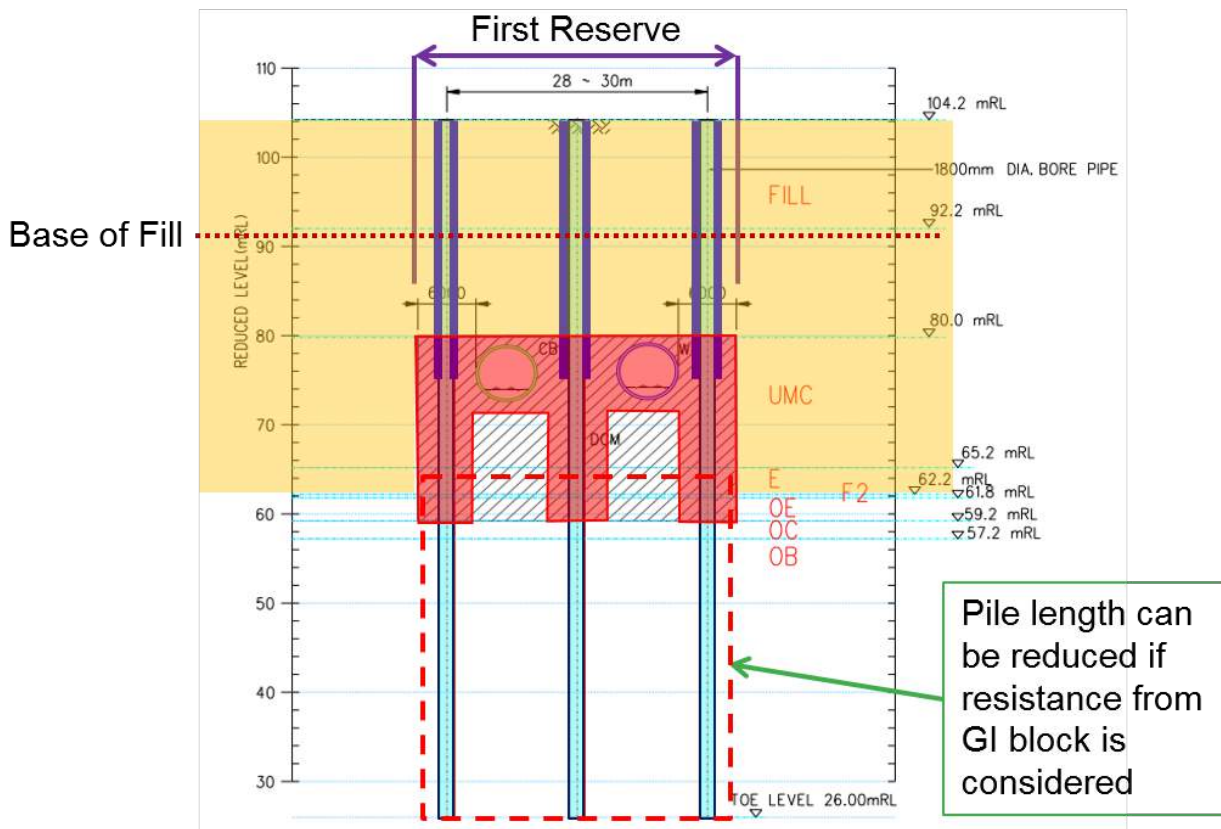 First Reserve
110
28 ~ 30m
104.2 mRL
100
1800mm DIA. BORE PIPE
FILL
92.2 mRL
Base of Fill
90
REDUCED LEVEL(mRL)
6000
6000
80.0 mRL
80
CB
W
UMC
70
DCM
65.2 mRL
E
62.2 mRL
F2
61.8 mRL
60
OE
59.2 mRL
OC
57.2 mRL
OB
50
Pile length can
be reduced if
resistance from
GI block is
considered
40
30
TOE LEVEL 26.00mRL